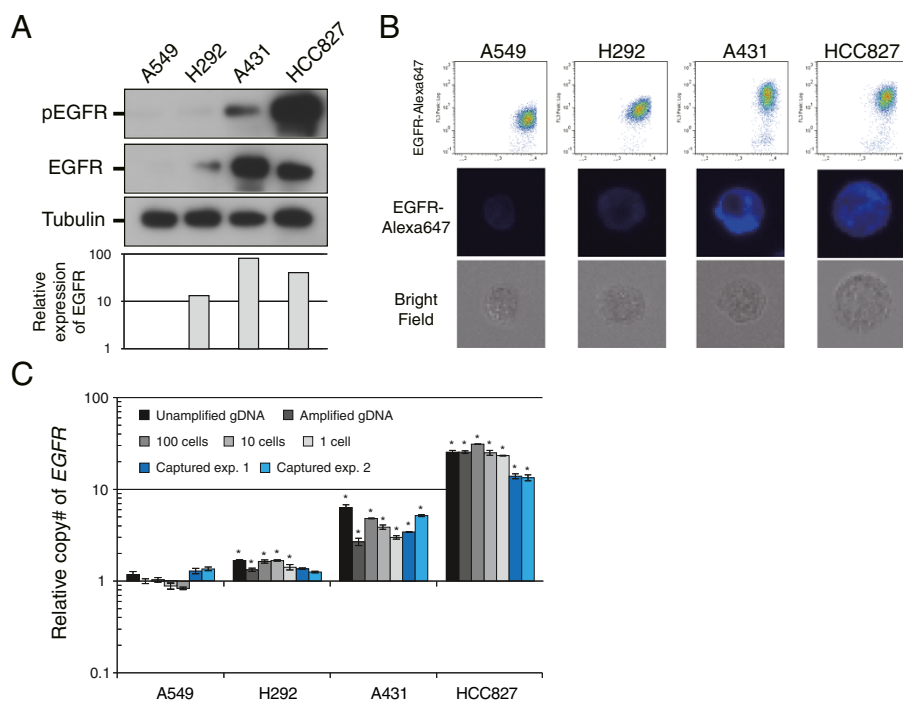 A
A549
H292
A431
HCC827
pEGFR
EGFR
Tubulin
Relative
expression
of EGFR
100
10
1
B
A549
H292
A431
HCC827
EGFR-Alexa647
EGFR-
Alexa647
Bright
Field
C
Relative copy# of EGFR
100
10
1
0.1
Unamplified gDNA
Amplified gDNA
100 cells
10 cells
1 cell
Captured exp. 1
Captured exp. 2
A549
H292
A431
HCC827